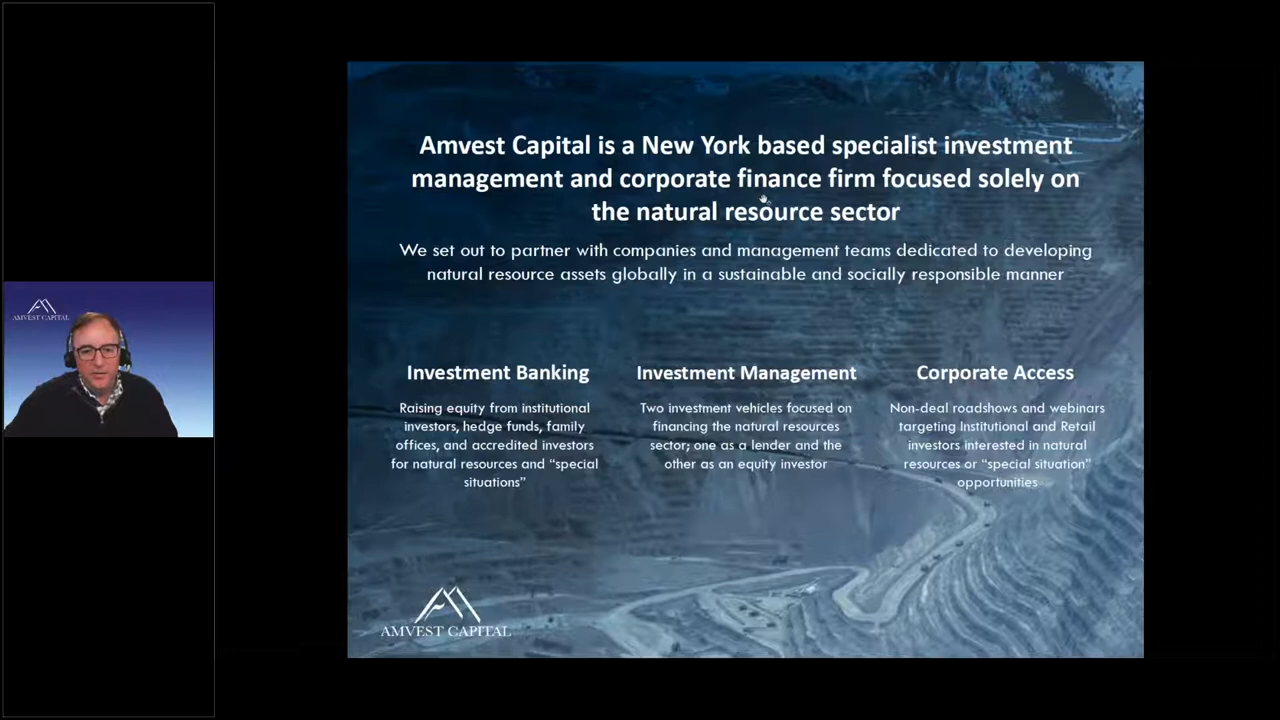 AMVEST CAPITAL
Amvest Capital is a New York based specialist investment
management and corporate finance firm focused solely on
the natural resource sector
We set out to partner with companies and management teams dedicated to developing
natural resource assets globally in a sustainable and socially responsible manner
Investment Banking
Raising equity from institutional
investors, hedge funds, family
offices, and accredited investors
for natural resources and “special
situations”
Investment Management
Two investment vehicles focused on
financing the natural resources
sector; one as a lender and the
other as an equity investor
Corporate Access
Non-deal roadshows and webinars
targeting Institutional and Retail
investors interested in natural
resources or “special situation”
opportunities
AMVEST CAPITAL